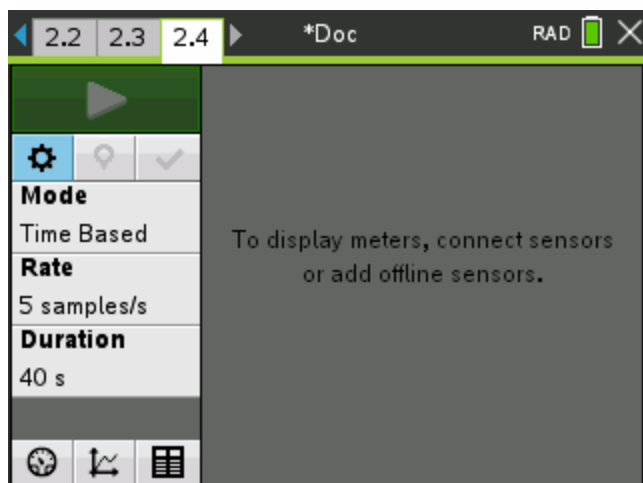 2.2 2.3 2.4 *Doc RAD
Mode
Time Based
Rate
5 samples/s
Duration
40 s
To display meters, connect sensors
or add offline sensors.